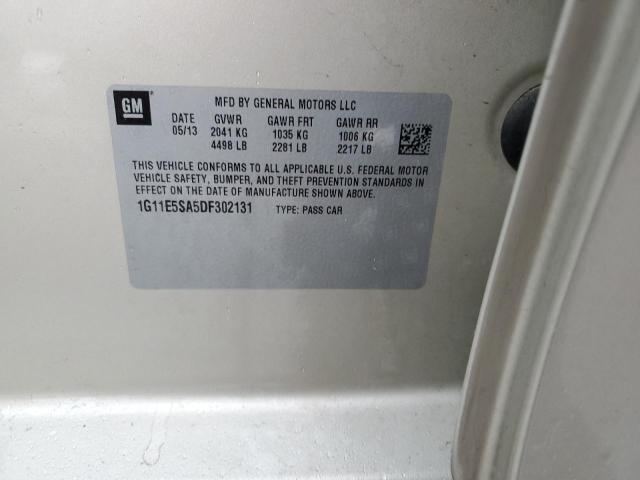 GM
MFD BY GENERAL MOTORS LLC
DATE GVWR GAWR FRT GAWR RR
05/13 2041 KG 1035 KG 1006 KG
4498 LB 2281 LB 2217 LB
THIS VEHICLE CONFORMS TO ALL APPLICABLE U.S. FEDERAL MOTOR
VEHICLE SAFETY, BUMPER, AND THEFT PREVENTION STANDARDS IN
EFFECT ON THE DATE OF MANUFACTURE SHOWN ABOVE.
1G11E5SA5DF302131 TYPE: PASS CAR